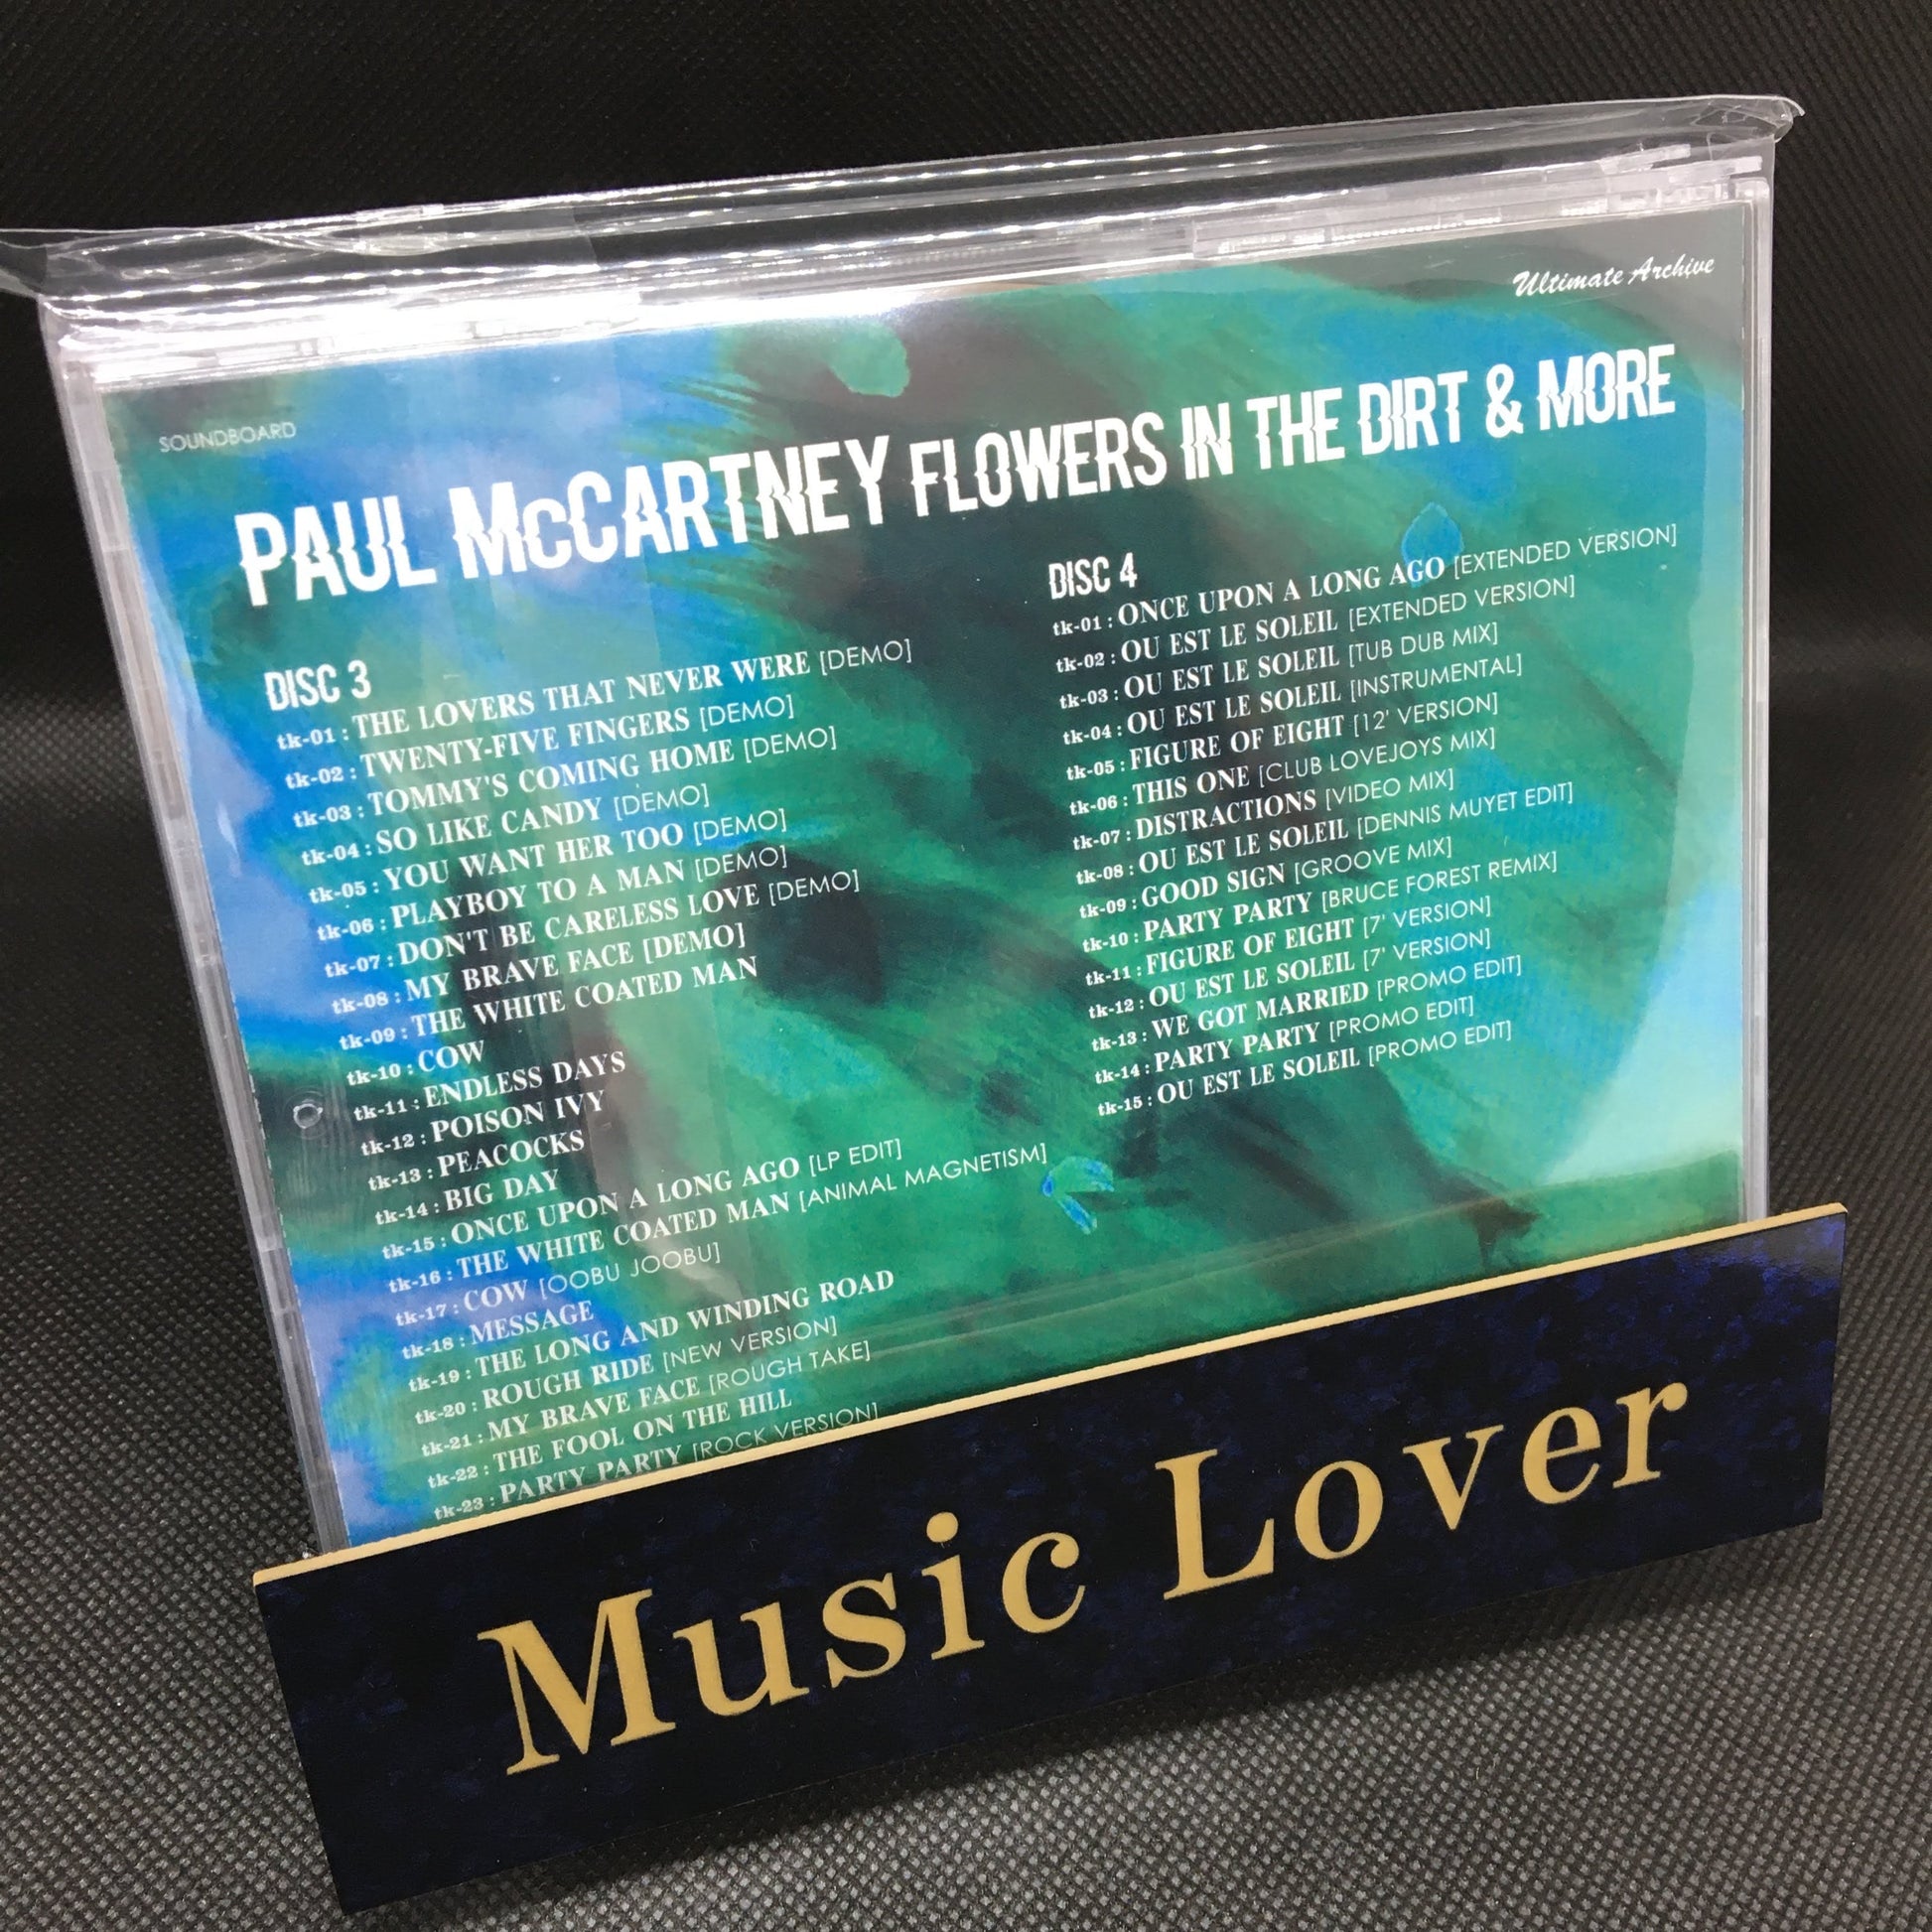 Ultimate Archive
SOUNDBOARD
PAUL McCARTNEY FLOWERS IN THE DIRT & MORE
DISC 3
tk-01 : THE LOVERS THAT NEVER WERE [DEMO]
tk-02 : TWENTY-FIVE FINGERS [DEMO]
tk-03 : TOMMY'S COMING HOME [DEMO]
tk-04 : SO LIKE CANDY [DEMO]
tk-05 : YOU WANT HER TOO [DEMO]
tk-06 : PLAYBOY TO A MAN [DEMO]
tk-07 : DON'T BE CARELESS LOVE [DEMO]
tk-08 : MY BRAVE FACE [DEMO]
tk-09 : THE WHITE COATED MAN
tk-10 : COW
tk-11 : ENDLESS DAYS
tk-12 : POISON IVY
tk-13 : PEACOCKS
tk-14 : BIG DAY
tk-15 : ONCE UPON A LONG AGO [LP EDIT]
tk-16 : THE WHITE COATED MAN [ANIMAL MAGNETISM]
tk-17 : COW [OOBU JOOBU]
tk-18 : MESSAGE
tk-19 : THE LONG AND WINDING ROAD
tk-20 : ROUGH RIDE [NEW VERSION]
tk-21 : MY BRAVE FACE [ROUGH TAKE]
tk-22 : THE FOOL ON THE HILL
tk-23 : PARTY PARTY [ROCK VERSION]
DISC 4
tk-01 : ONCE UPON A LONG AGO [EXTENDED VERSION]
tk-02 : OU EST LE SOLEIL [EXTENDED VERSION]
tk-03 : OU EST LE SOLEIL [TUB DUB MIX]
tk-04 : OU EST LE SOLEIL [INSTRUMENTAL]
tk-05 : FIGURE OF EIGHT [12' VERSION]
tk-06 : THIS ONE [CLUB LOVEJOYS MIX]
tk-07 : DISTRACTIONS [VIDEO MIX]
tk-08 : OU EST LE SOLEIL [DENNIS MUYET EDIT]
tk-09 : GOOD SIGN [GROOVE MIX]
tk-10 : PARTY PARTY [BRUCE FOREST REMIX]
tk-11 : FIGURE OF EIGHT [7' VERSION]
tk-12 : OU EST LE SOLEIL [7' VERSION]
tk-13 : WE GOT MARRIED [PROMO EDIT]
tk-14 : PARTY PARTY [PROMO EDIT]
tk-15 : OU EST LE SOLEIL [PROMO EDIT]
Music Lover